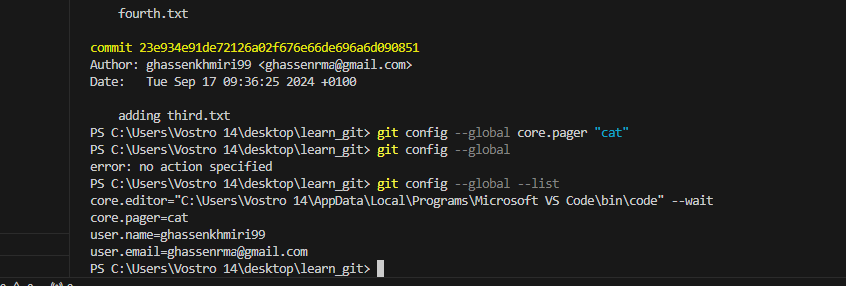 fourth.txt
commit 23e934e91de72126a02f676e66de696a6d090851
Author: ghassenkhmiri99 <ghassenrma@gmail.com>
Date:   Tue Sep 17 09:36:25 2024 +0100
adding third.txt
PS C:\Users\Vostro 14\desktop\learn_git> git config --global core.pager "cat"
PS C:\Users\Vostro 14\desktop\learn_git> git config --global
error: no action specified
PS C:\Users\Vostro 14\desktop\learn_git> git config --global --list
core.editor="C:\Users\Vostro 14\AppData\Local\Programs\Microsoft VS Code\bin\code" --wait
core.pager=cat
user.name=ghassenkhmiri99
user.email=ghassenrma@gmail.com
PS C:\Users\Vostro 14\desktop\learn_git>